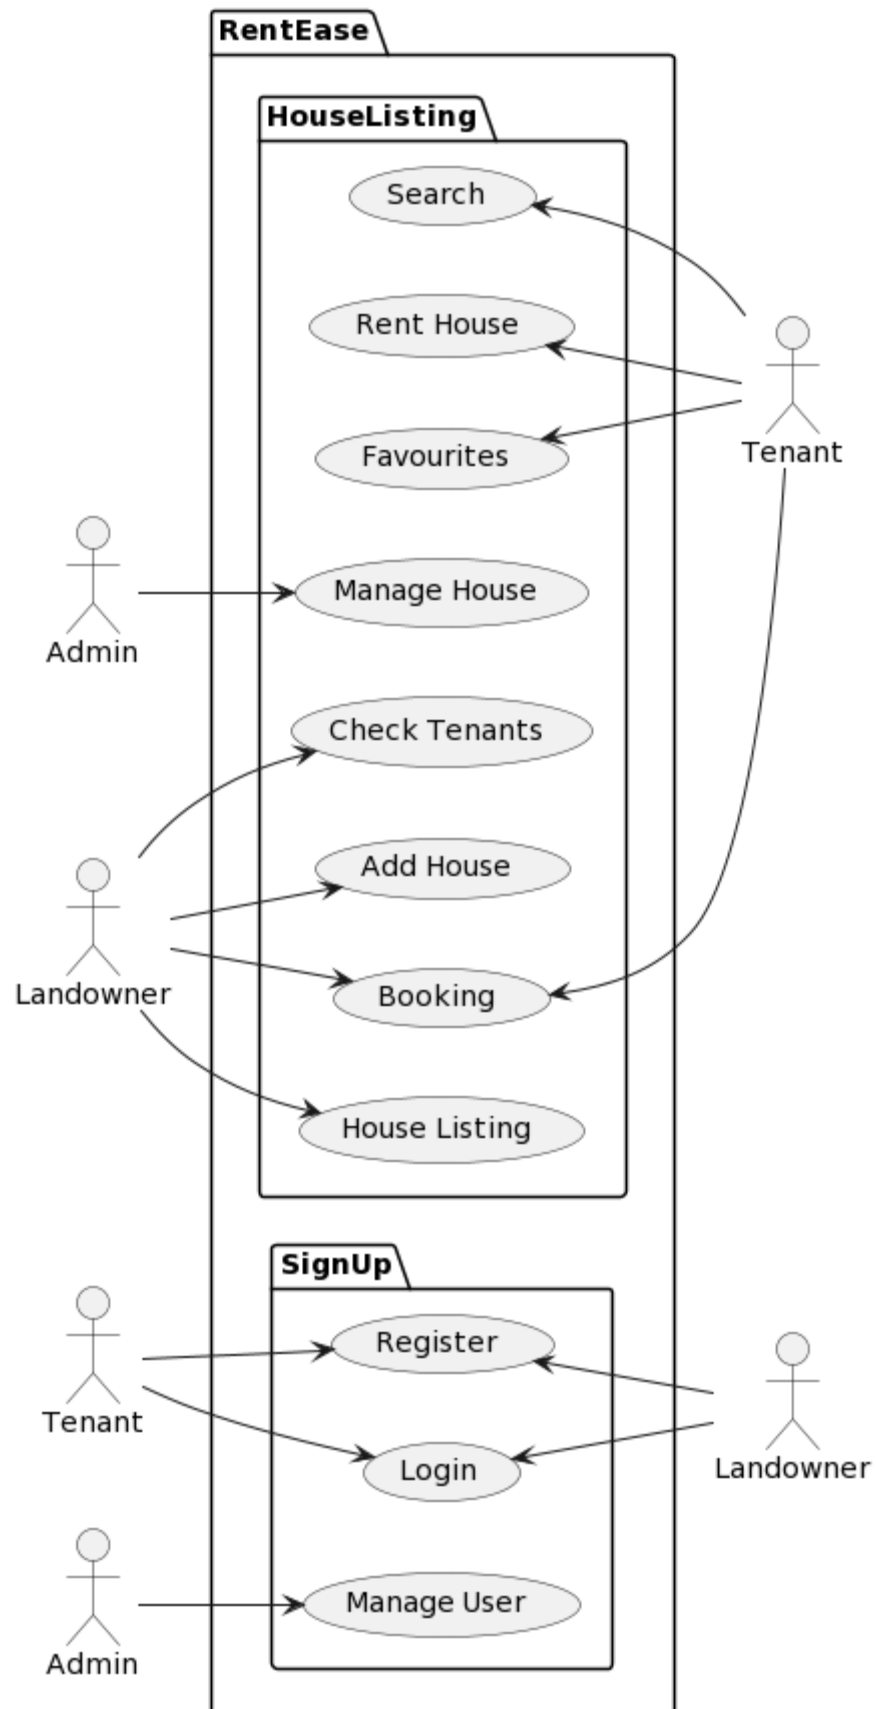 RentEase
HouseListing
Search
Rent House
Favourites
Tenant
Manage House
Admin
Check Tenants
Add House
Landowner
Booking
House Listing
SignUp
Register
Tenant
Login
Landowner
Manage User
Admin